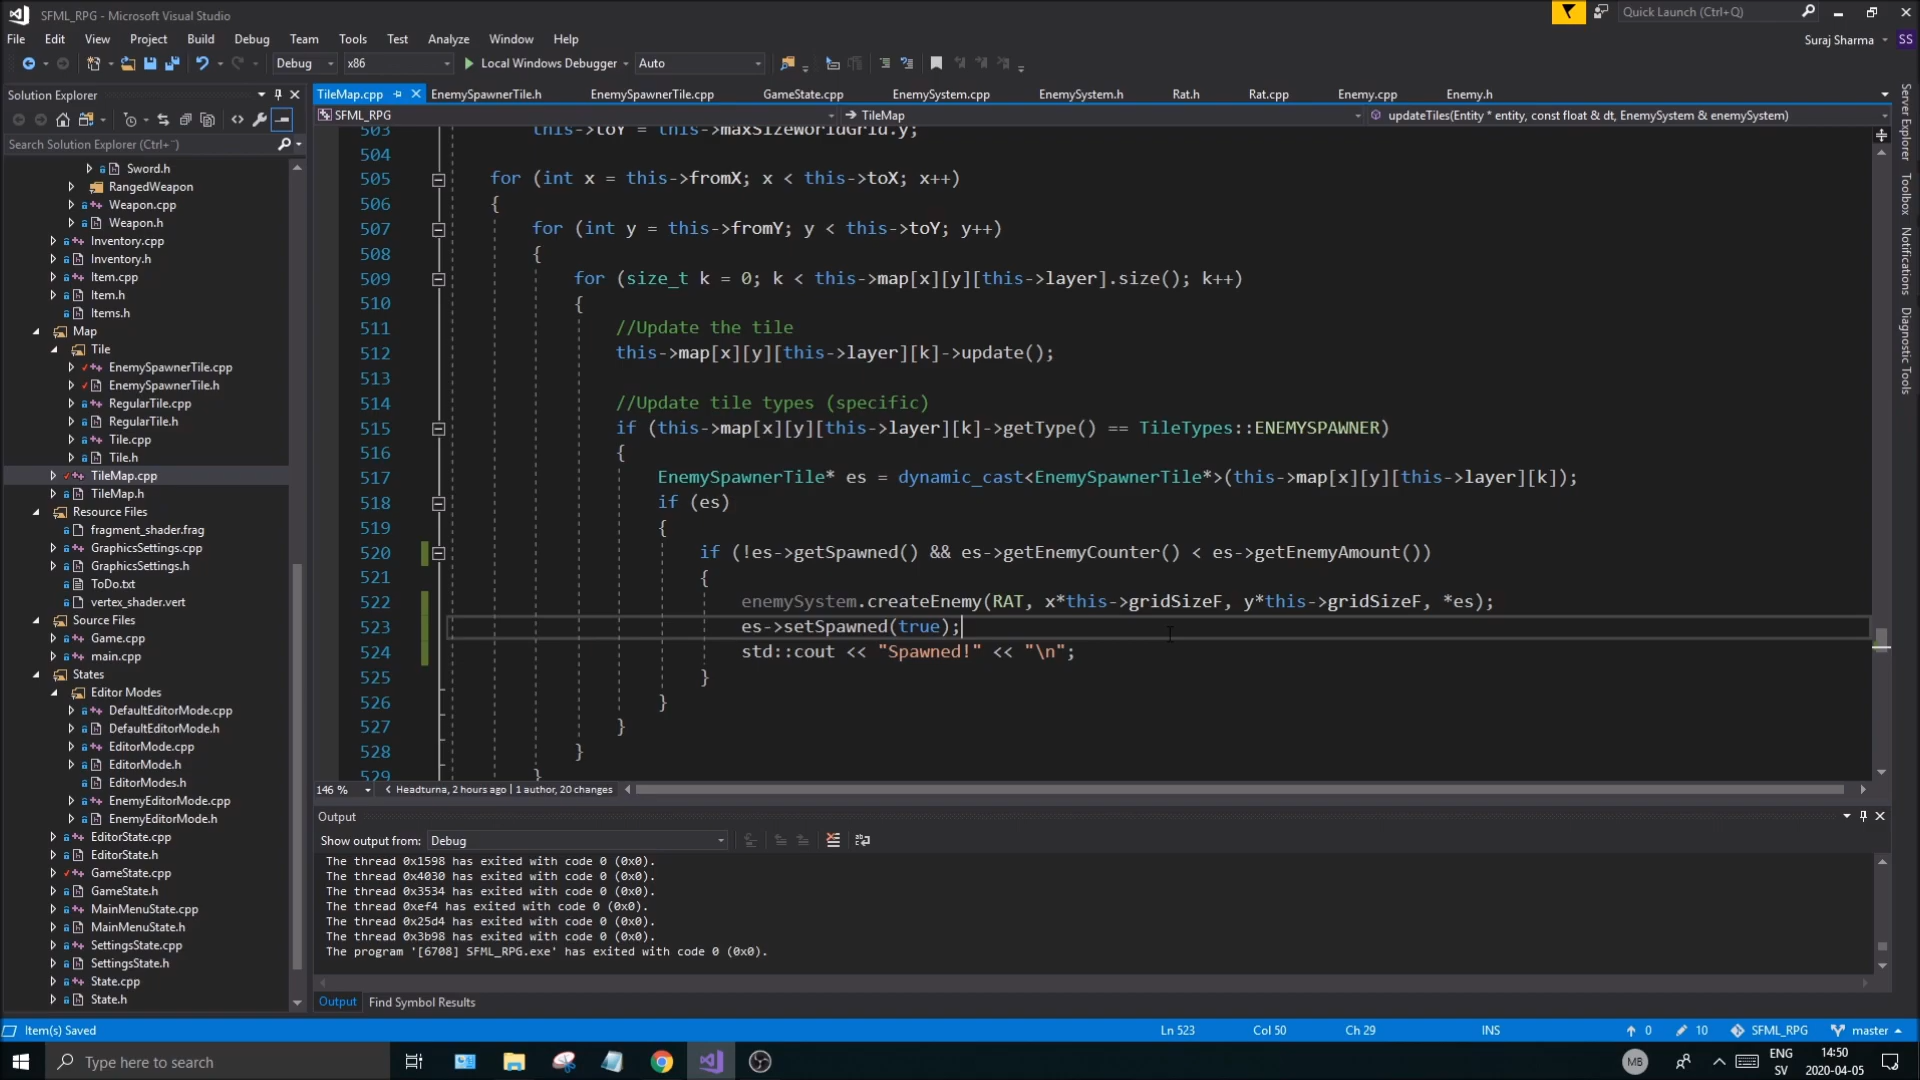 SFML_RPG - Microsoft Visual Studio
Quick Launch (Ctrl+Q)
File Edit View Project Build Debug Team Tools Test Analyze Window Help
Suraj Sharma SS
Debug x86 Local Windows Debugger Auto
Solution Explorer
TileMap.cpp EnemySpawnerTile.h EnemySpawnerTile.cpp GameState.cpp EnemySystem.cpp EnemySystem.h Rat.h Rat.cpp Enemy.cpp Enemy.h
SFML_RPG TileMap updateTiles(Entity * entity, const float & dt, EnemySystem & enemySystem)
Search Solution Explorer (Ctrl+¨)
Sword.h
RangedWeapon
Weapon.cpp
Weapon.h
Inventory.cpp
Inventory.h
Item.cpp
Item.h
Items.h
Map
Tile
EnemySpawnerTile.cpp
EnemySpawnerTile.h
RegularTile.cpp
RegularTile.h
Tile.cpp
Tile.h
TileMap.cpp
TileMap.h
Resource Files
fragment_shader.frag
GraphicsSettings.cpp
GraphicsSettings.h
ToDo.txt
vertex_shader.vert
Source Files
Game.cpp
main.cpp
States
Editor Modes
DefaultEditorMode.cpp
DefaultEditorMode.h
EditorMode.cpp
EditorMode.h
EditorModes.h
EnemyEditorMode.cpp
EnemyEditorMode.h
EditorState.cpp
EditorState.h
GameState.cpp
GameState.h
MainMenuState.cpp
MainMenuState.h
SettingsState.cpp
SettingsState.h
State.cpp
State.h
503 this->toY = this->maxSizeWorldGrid.y;
504
505 for (int x = this->fromX; x < this->toX; x++)
506 {
507 for (int y = this->fromY; y < this->toY; y++)
508 {
509 for (size_t k = 0; k < this->map[x][y][this->layer].size(); k++)
510 {
511 //Update the tile
512 this->map[x][y][this->layer][k]->update();
513
514 //Update tile types (specific)
515 if (this->map[x][y][this->layer][k]->getType() == TileTypes::ENEMYSPAWNER)
516 {
517 EnemySpawnerTile* es = dynamic_cast<EnemySpawnerTile*>(this->map[x][y][this->layer][k]);
518 if (es)
519 {
520 if (!es->getSpawned() && es->getEnemyCounter() < es->getEnemyAmount())
521 {
522 enemySystem.createEnemy(RAT, x*this->gridSizeF, y*this->gridSizeF, *es);
523 es->setSpawned(true);
524 std::cout << "Spawned!" << "\n";
525 }
526 }
527 }
528 }
529 }
146 % Headturna, 2 hours ago | 1 author, 20 changes
Output
Show output from: Debug
The thread 0x1598 has exited with code 0 (0x0).
The thread 0x4030 has exited with code 0 (0x0).
The thread 0x3534 has exited with code 0 (0x0).
The thread 0xef4 has exited with code 0 (0x0).
The thread 0x25d4 has exited with code 0 (0x0).
The thread 0x3b98 has exited with code 0 (0x0).
The program '[6708] SFML_RPG.exe' has exited with code 0 (0x0).
Output Find Symbol Results
Server Explorer
Toolbox
Notifications
Diagnostic Tools
Item(s) Saved Ln 523 Col 50 Ch 29 INS 0 10 SFML_RPG master
Type here to search
MB
ENG 14:50
SV 2020-04-05